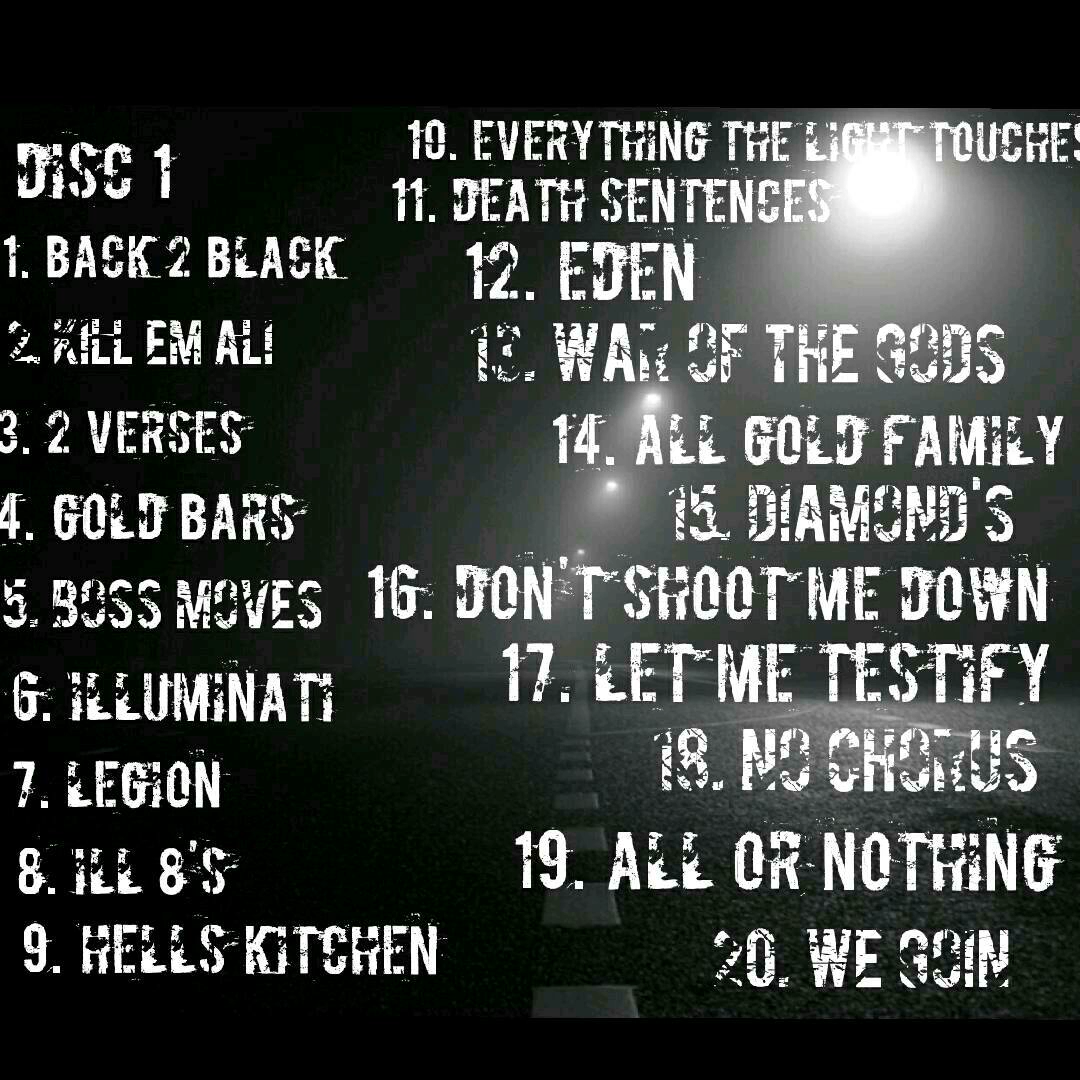 DISC 1
1. BACK 2 BLACK
2. KILL EM ALL
3. 2 VERSES
4. GOLD BARS
5. BOSS MOVES
6. ILLUMINATI
7. LEGION
8. ILL 8'S
9. HELLS KITCHEN
10. EVERYTHING THE LIGHT TOUCHES
11. DEATH SENTENCES
12. EDEN
13. WAR OF THE GODS
14. ALL GOLD FAMILY
15. DIAMOND'S
16. DON'T SHOOT ME DOWN
17. LET ME TESTIFY
18. NO CHORUS
19. ALL OR NOTHING
20. WE GOIN